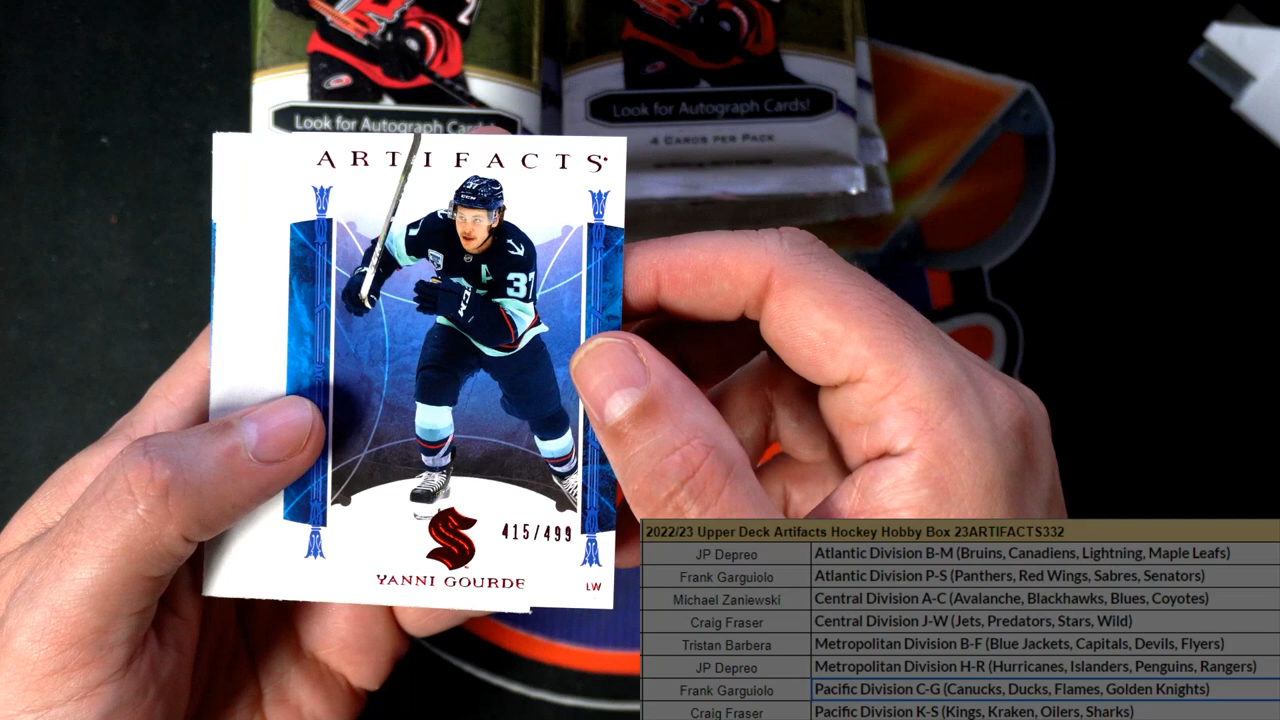 Look for Autograph Cards!
Look for Autograph Cards!
4 CARDS PER PACK
ARTIFACTS
37
A
37
CCM
415/499
YANNI GOURDE
LW
2022/23 Upper Deck Artifacts Hockey Hobby Box 23ARTIFACTS332
JP Depreo Atlantic Division B-M (Bruins, Canadiens, Lightning, Maple Leafs)
Frank Garguiolo Atlantic Division P-S (Panthers, Red Wings, Sabres, Senators)
Michael Zaniewski Central Division A-C (Avalanche, Blackhawks, Blues, Coyotes)
Craig Fraser Central Division J-W (Jets, Predators, Stars, Wild)
Tristan Barbera Metropolitan Division B-F (Blue Jackets, Capitals, Devils, Flyers)
JP Depreo Metropolitan Division H-R (Hurricanes, Islanders, Penguins, Rangers)
Frank Garguiolo Pacific Division C-G (Canucks, Ducks, Flames, Golden Knights)
Craig Fraser Pacific Division K-S (Kings, Kraken, Oilers, Sharks)